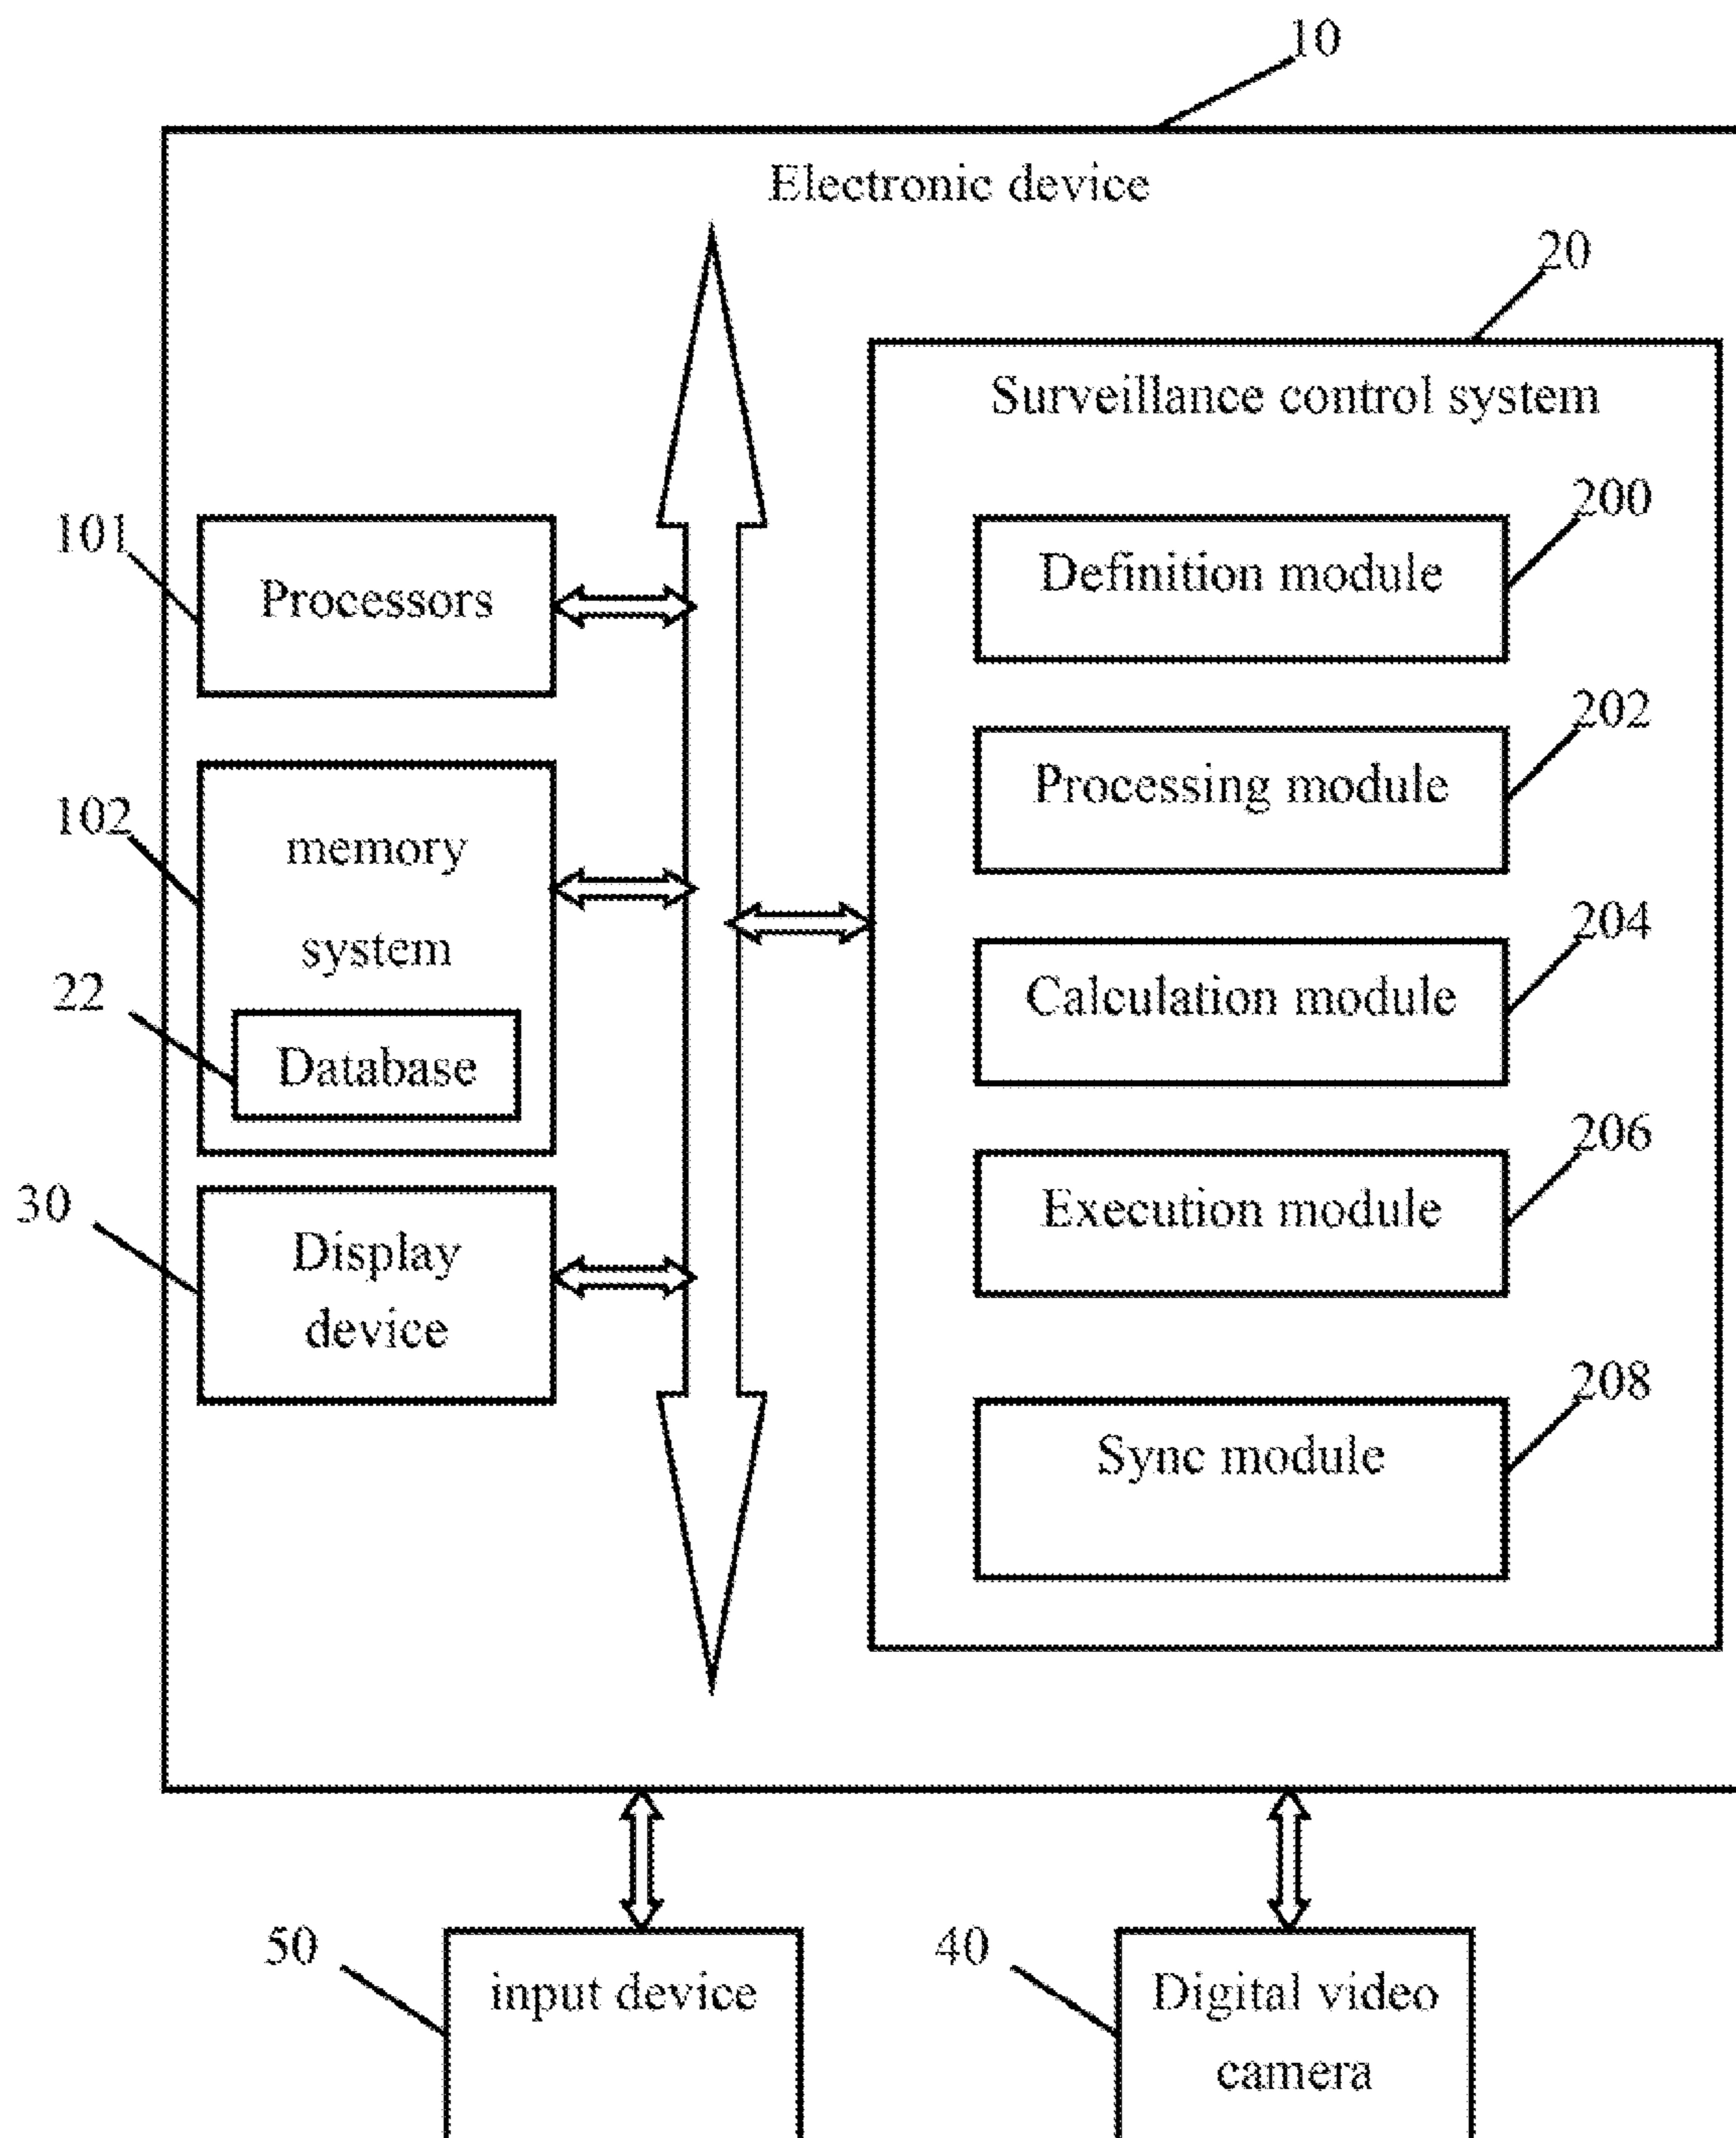 10
Electronic device
20
Surveillance control system
200
Definition module
101
Processors
202
Processing module
102
memory
system
204
Calculation module
22
Database
206
Execution module
30
Display
device
208
Sync module
50
input device
40
Digital video
camera